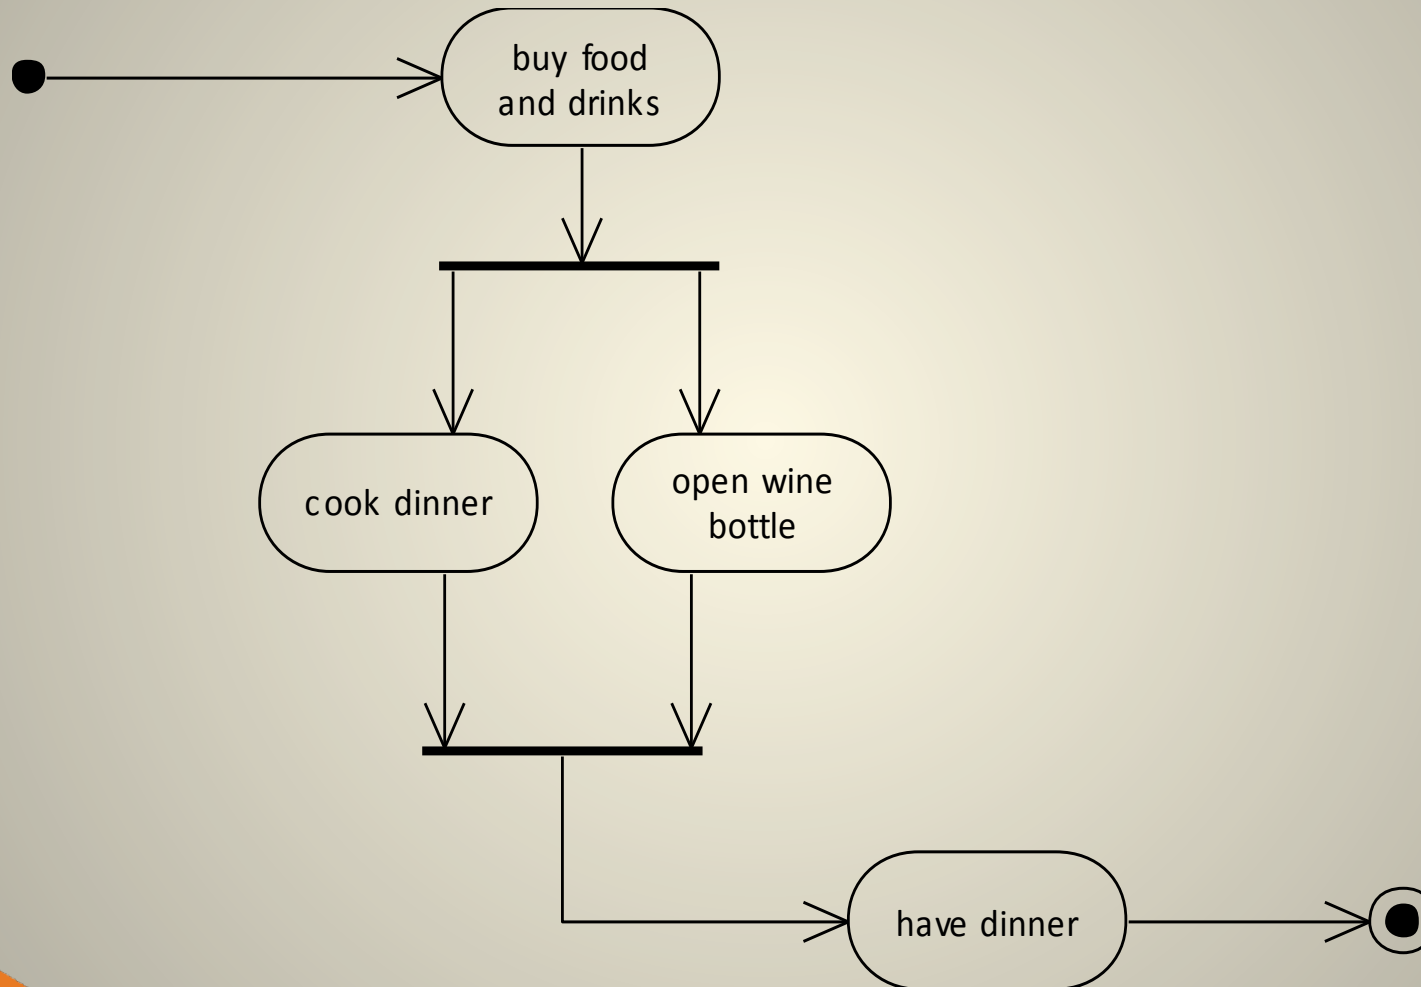 buy food
and drinks
cook dinner
open wine
bottle
have dinner